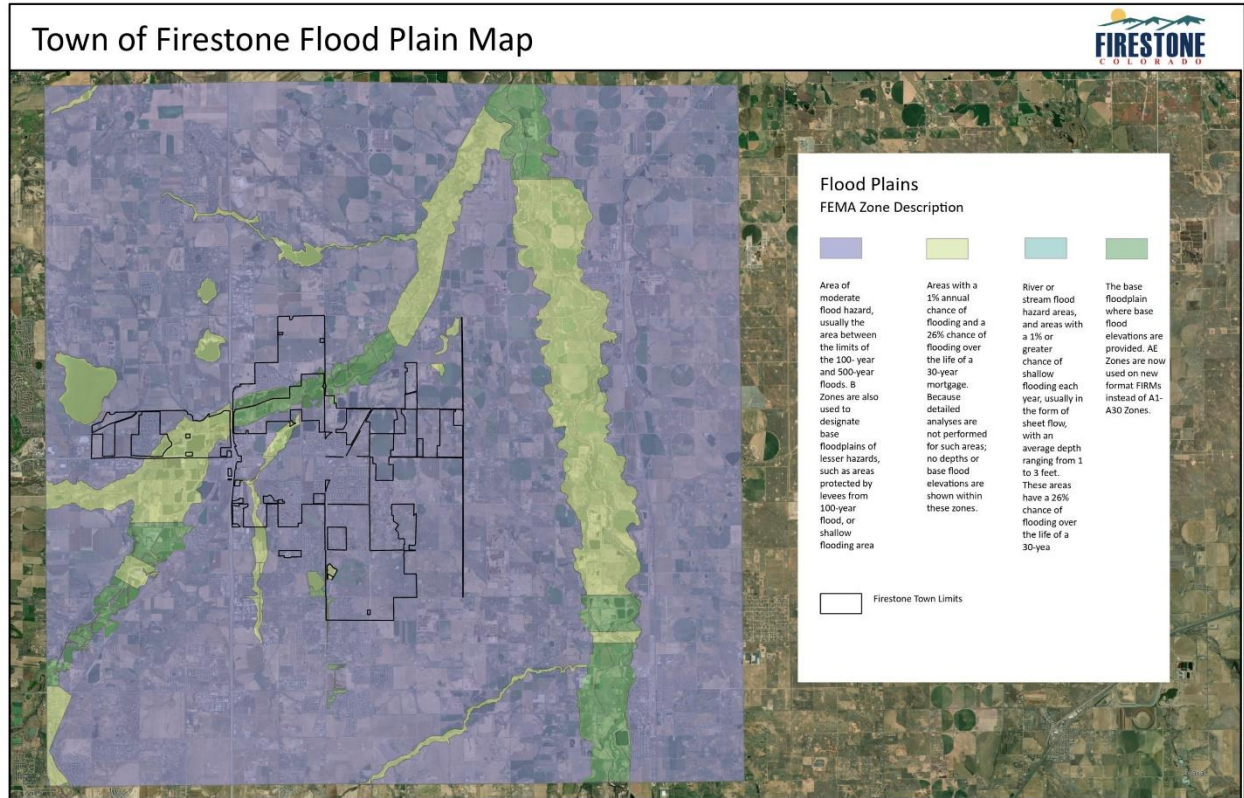 Town of Firestone Flood Plain Map
FIRESTONE
COLORADO
Flood Plains
FEMA Zone Description
Area of
moderate
flood hazard,
usually the
area between
the limits of
the 100- year
and 500-year
floods. B
Zones are also
used to
designate
base
floodplains of
lesser hazards,
such as areas
protected by
levees from
100-year
flood, or
shallow
flooding area
Areas with a
1% annual
chance of
flooding and a
26% chance of
flooding over
the life of a
30-year
mortgage.
Because
detailed
analyses are
not performed
for such areas;
no depths or
base flood
elevations are
shown within
these zones.
River or
stream flood
hazard areas,
and areas with
a 1% or
greater
chance of
shallow
flooding each
year, usually in
the form of
sheet flow,
with an
average depth
ranging from 1
to 3 feet.
These areas
have a 26%
chance of
flooding over
the life of a
30-yea
The base
floodplain
where base
flood
elevations are
provided. AE
Zones are now
used on new
format FIRMs
instead of A1-
A30 Zones.
Firestone Town Limits